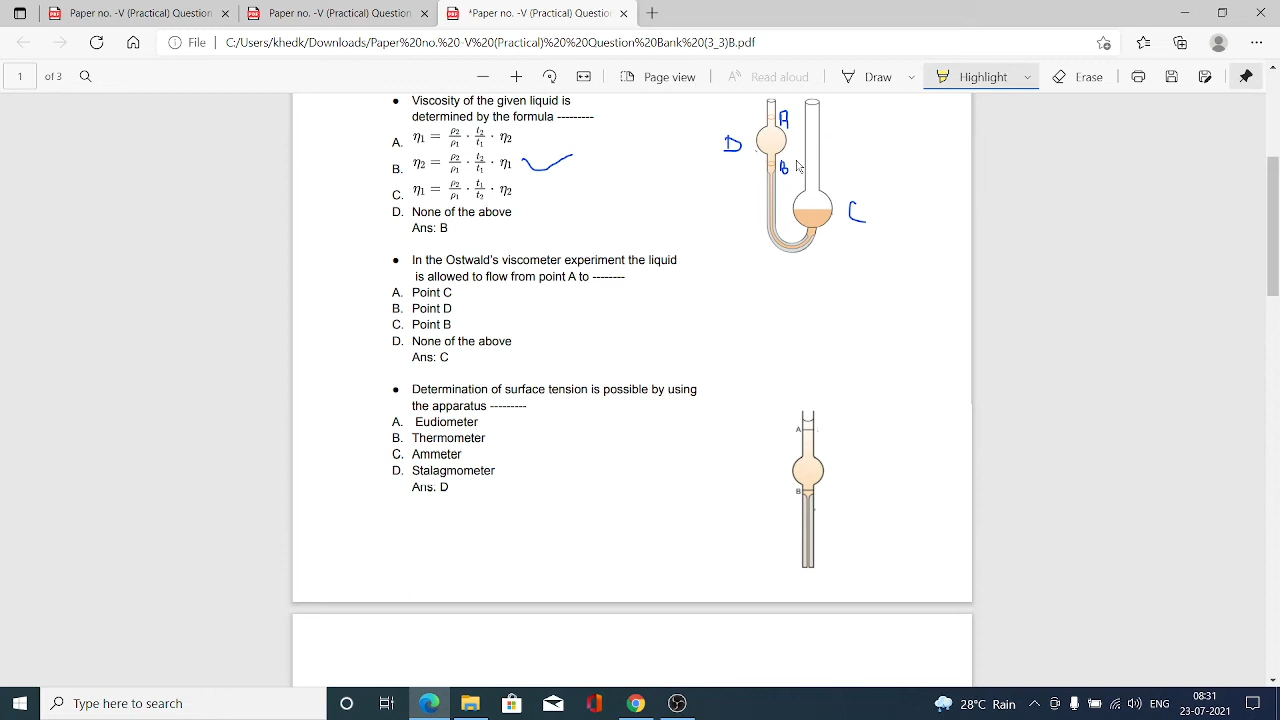 *Paper no. -V (Practical) Question
Paper no. -V (Practical) Question
*Paper no. -V (Practical) Questio
File
C:/Users/khedk/Downloads/Paper%20no.%20-V%20(Practical)%20%20Question%20Bank%20(3_3)B.pdf
1 of 3
Page view
Read aloud
Draw
Highlight
Erase
• Viscosity of the given liquid is
determined by the formula ---------
A. η₁ = ρ₂/ρ₁ · t₂/t₁ · η₂
B. η₂ = ρ₂/ρ₁ · t₂/t₁ · η₁
C. η₁ = ρ₂/ρ₁ · t₁/t₂ · η₂
D. None of the above
Ans: B
A
D
B
C
• In the Ostwald's viscometer experiment the liquid
is allowed to flow from point A to --------
A. Point C
B. Point D
C. Point B
D. None of the above
Ans: C
• Determination of surface tension is possible by using
the apparatus ---------
A. Eudiometer
B. Thermometer
C. Ammeter
D. Stalagmometer
Ans: D
A
B
Type here to search
28°C Rain
ENG
08:31
23-07-2021